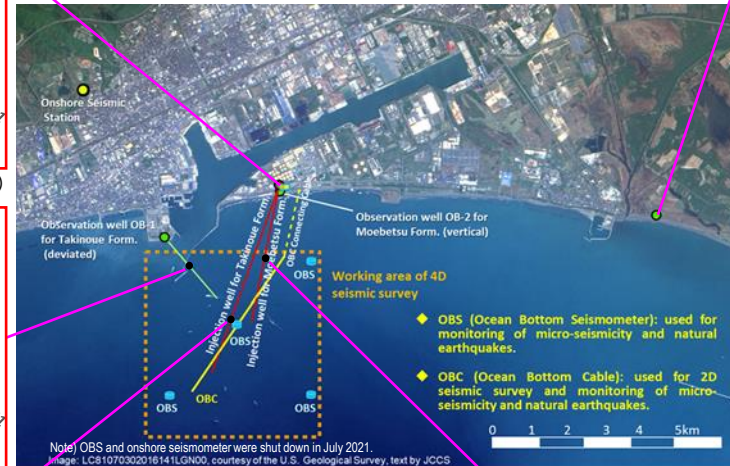 Onshore Seismic
Station
Observation well OB-1
for Takinoue Form.
(deviated)
Observation well OB-2 for
Moebetsu Form. (vertical)
Injection well for Takinoue Form.
Injection well for Moebetsu Form.
OBC Connecting
Working area of 4D
seismic survey
OBS
OBS
OBS
OBS
OBC
◆ OBS (Ocean Bottom Seismometer): used for
monitoring of micro-seismicity and natural
earthquakes.
◆ OBC (Ocean Bottom Cable): used for 2D
seismic survey and monitoring of micro-
seismicity and natural earthquakes.
0 1 2 3 4 5km
Note) OBS and onshore seismometer were shut down in July 2021.
Image: LC81070302016141LGN00, courtesy of the U.S. Geological Survey, text by JCCS
)